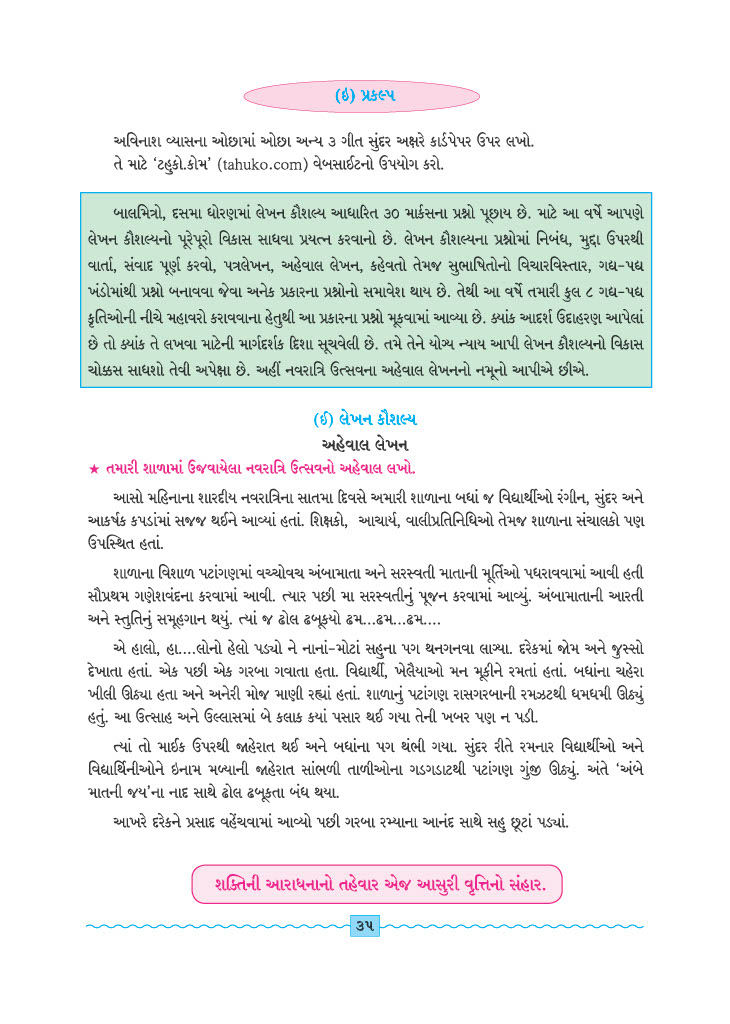 (ઇ) પ્રકલ્પ
અવિનાશ વ્યાસના ઓછામાં ઓછા અન્ય ૩ ગીત સુંદર અક્ષરે કાર્ડપેપર ઉપર લખો.
તે માટે ‘ટહુકો.કોમ’ (tahuko.com) વેબસાઈટનો ઉપયોગ કરો.
બાલમિત્રો, દસમા ધોરણમાં લેખન કૌશલ્ય આધારિત ૩૦ માર્કસના પ્રશ્નો પૂછાય છે. માટે આ વર્ષે આપણે
લેખન કૌશલ્યનો પૂરેપૂરો વિકાસ સાધવા પ્રયત્ન કરવાનો છે. લેખન કૌશલ્યના પ્રશ્નોમાં નિબંધ, મુદ્દા ઉપરથી
વાર્તા, સંવાદ પૂર્ણ કરવો, પત્રલેખન, અહેવાલ લેખન, કહેવતો તેમજ સુભાષિતોનો વિચારવિસ્તાર, ગદ્ય-પદ્ય
ખંડોમાંથી પ્રશ્નો બનાવવા જેવા અનેક પ્રકારના પ્રશ્નોનો સમાવેશ થાય છે. તેથી આ વર્ષે તમારી કુલ ૮ ગદ્ય-પદ્ય
કૃતિઓની નીચે મહાવરો કરાવવાના હેતુથી આ પ્રકારના પ્રશ્નો મૂકવામાં આવ્યા છે. ક્યાંક આદર્શ ઉદાહરણ આપેલાં
છે તો ક્યાંક તે લખવા માટેની માર્ગદર્શક દિશા સૂચવેલી છે. તમે તેને યોગ્ય ન્યાય આપી લેખન કૌશલ્યનો વિકાસ
ચોક્કસ સાધશો તેવી અપેક્ષા છે. અહીં નવરાત્રિ ઉત્સવના અહેવાલ લેખનનો નમૂનો આપીએ છીએ.
(ઈ) લેખન કૌશલ્ય
અહેવાલ લેખન
★ તમારી શાળામાં ઉજવાયેલા નવરાત્રિ ઉત્સવનો અહેવાલ લખો.
આસો મહિનાના શારદીય નવરાત્રિના સાતમા દિવસે અમારી શાળાના બધાં જ વિદ્યાર્થીઓ રંગીન, સુંદર અને
આકર્ષક કપડાંમાં સજજ થઈને આવ્યાં હતાં. શિક્ષકો, આચાર્ય, વાલીપ્રતિનિધિઓ તેમજ શાળાના સંચાલકો પણ
ઉપસ્થિત હતાં.
શાળાના વિશાળ પટાંગણમાં વચ્ચોવચ અંબામાતા અને સરસ્વતી માતાની મૂર્તિઓ પધરાવવામાં આવી હતી
સૌપ્રથમ ગણેશવંદના કરવામાં આવી. ત્યાર પછી મા સરસ્વતીનું પૂજન કરવામાં આવ્યું. અંબામાતાની આરતી
અને સ્તુતિનું સમૂહગાન થયું. ત્યાં જ ઢોલ ઢબૂક્યો ઢમ...ઢમ...ઢમ....
એ હાલો, હા....લોનો હેલો પડ્યો ને નાનાં-મોટાં સહુના પગ થનગનવા લાગ્યા. દરેકમાં જોમ અને જુસ્સો
દેખાતા હતાં. એક પછી એક ગરબા ગવાતા હતા. વિદ્યાર્થી, ખેલૈયાઓ મન મૂકીને રમતાં હતાં. બધાંના ચહેરા
ખીલી ઊઠ્યા હતા અને અનેરી મોજ માણી રહ્યાં હતાં. શાળાનું પટાંગણ રાસગરબાની રમઝટથી ધમધમી ઊઠ્યું
હતું. આ ઉત્સાહ અને ઉલ્લાસમાં બે કલાક કયાં પસાર થઈ ગયા તેની ખબર પણ ન પડી.
ત્યાં તો માઈક ઉપરથી જાહેરાત થઈ અને બધાંના પગ થંભી ગયા. સુંદર રીતે રમનાર વિદ્યાર્થીઓ અને
વિદ્યાર્થિનીઓને ઇનામ મળ્યાની જાહેરાત સાંભળી તાળીઓના ગડગડાટથી પટાંગણ ગુંજી ઊઠ્યું. અંતે ‘અંબે
માતની જય’ના નાદ સાથે ઢોલ ઢબૂકતા બંધ થયા.
આખરે દરેકને પ્રસાદ વહેંચવામાં આવ્યો પછી ગરબા રમ્યાના આનંદ સાથે સહુ છૂટાં પડ્યાં.
શક્તિની આરાધનાનો તહેવાર એજ આસુરી વૃત્તિનો સંહાર.
૩૫